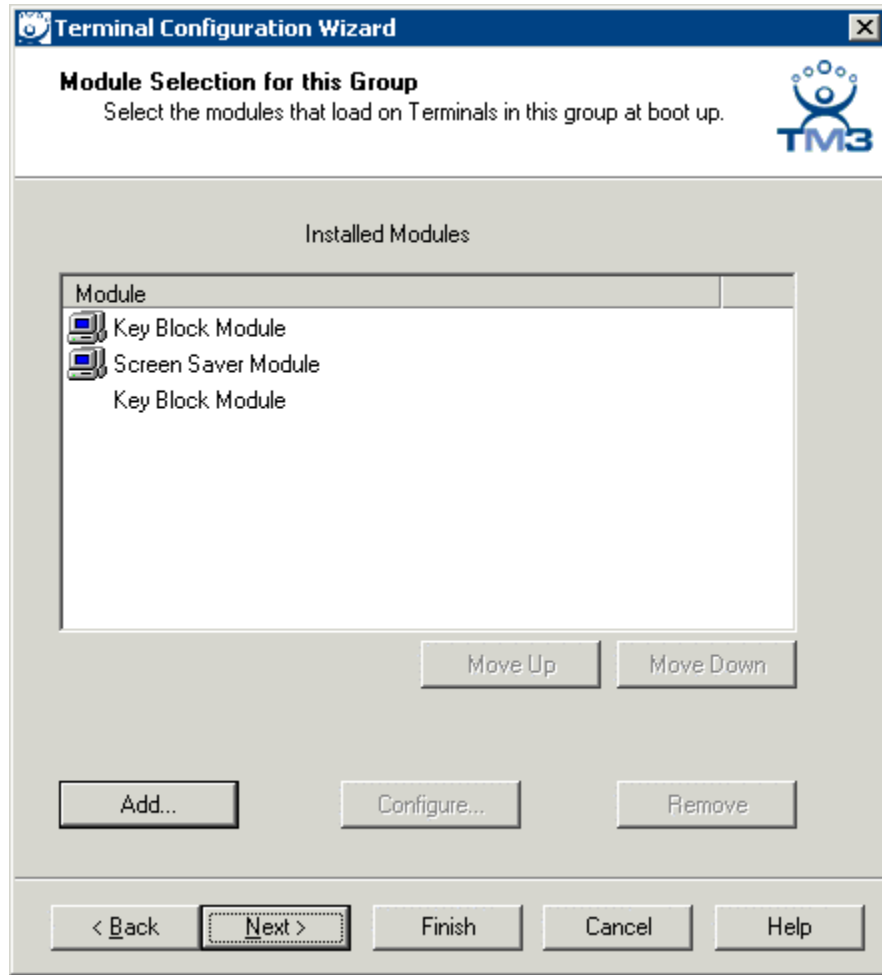 Terminal Configuration Wizard
Module Selection for this Group
Select the modules that load on Terminals in this group at boot up.
TM3
Installed Modules
Module
Key Block Module
Screen Saver Module
Key Block Module
Move Up Move Down
Add... Configure... Remove
< Back Next > Finish Cancel Help